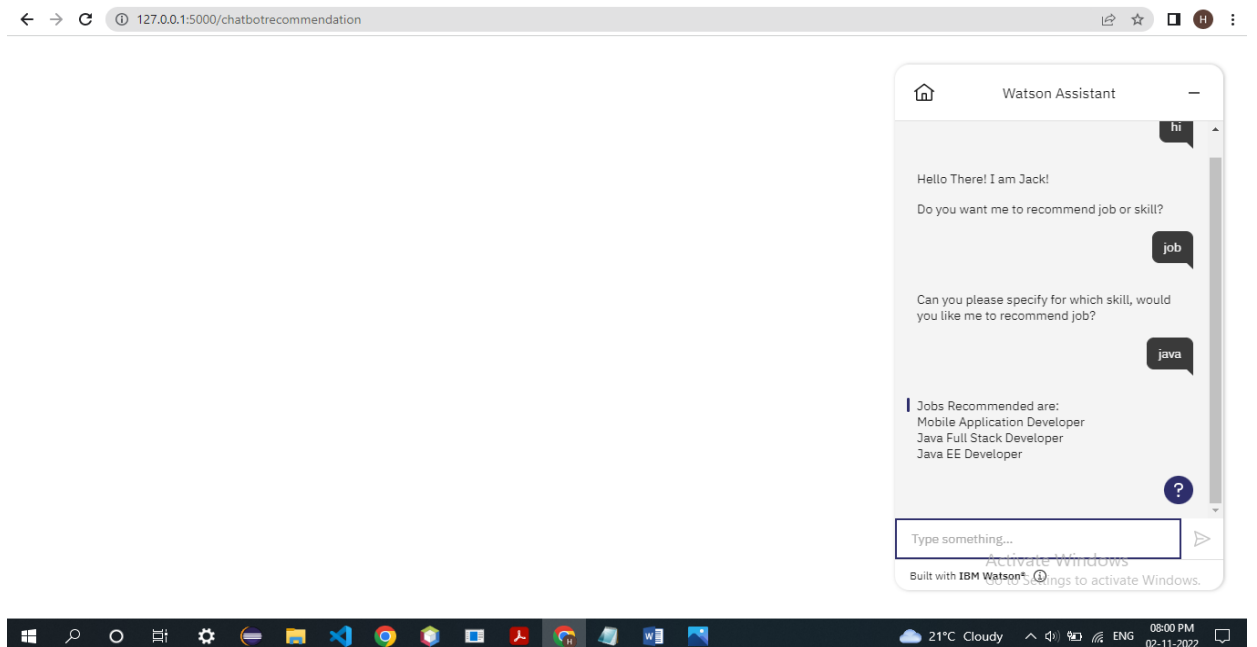 127.0.0.1:5000/chatbotrecommendation
H
Watson Assistant
hi
Hello There! I am Jack!
Do you want me to recommend job or skill?
job
Can you please specify for which skill, would
you like me to recommend job?
java
Jobs Recommended are:
Mobile Application Developer
Java Full Stack Developer
Java EE Developer
?
Type something...
Activate Windows
Built with IBM Watson®
Go to Settings to activate Windows.
21°C Cloudy
ENG
08:00 PM
02-11-2022